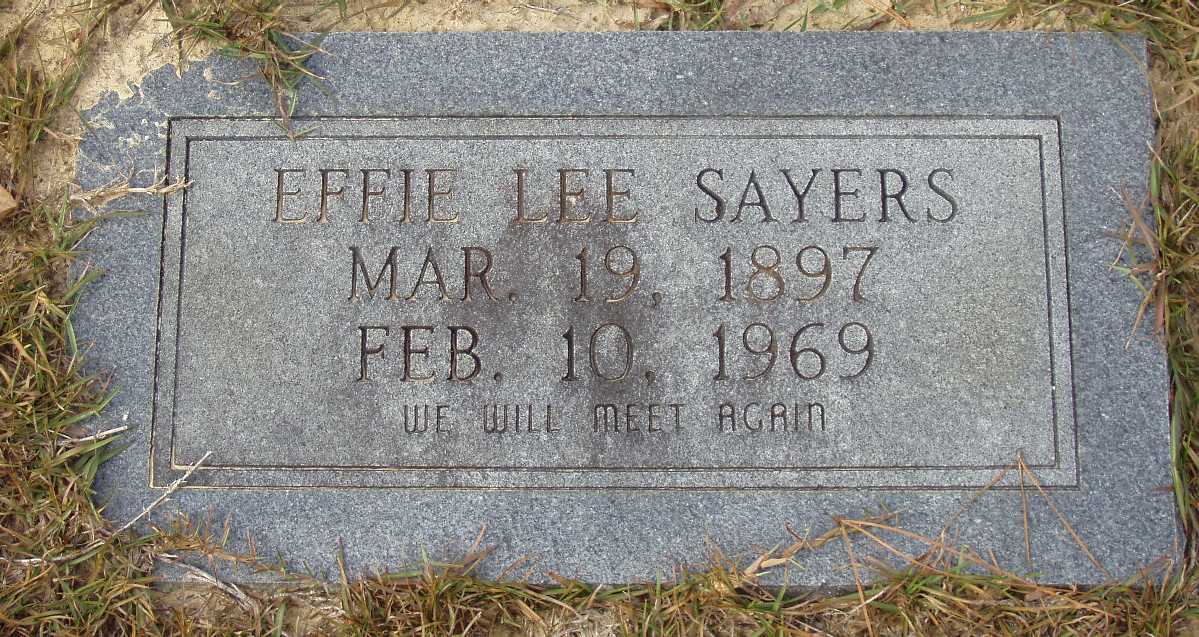 EFFIE LEE SAYERS
MAR. 19, 1897
FEB. 10, 1969
WE WILL MEET AGAIN